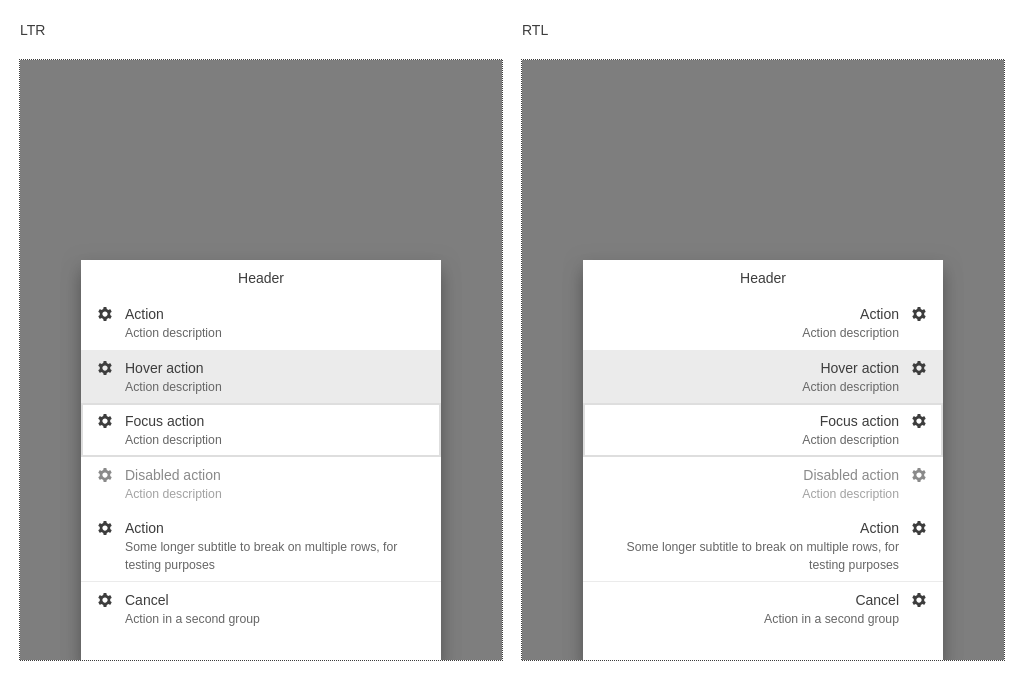 LTR
Header
Action
Action description
Hover action
Action description
Focus action
Action description
Disabled action
Action description
Action
Some longer subtitle to break on multiple rows, for
testing purposes
Cancel
Action in a second group
RTL
Header
Action
Action description
Hover action
Action description
Focus action
Action description
Disabled action
Action description
Action
Some longer subtitle to break on multiple rows, for
testing purposes
Cancel
Action in a second group